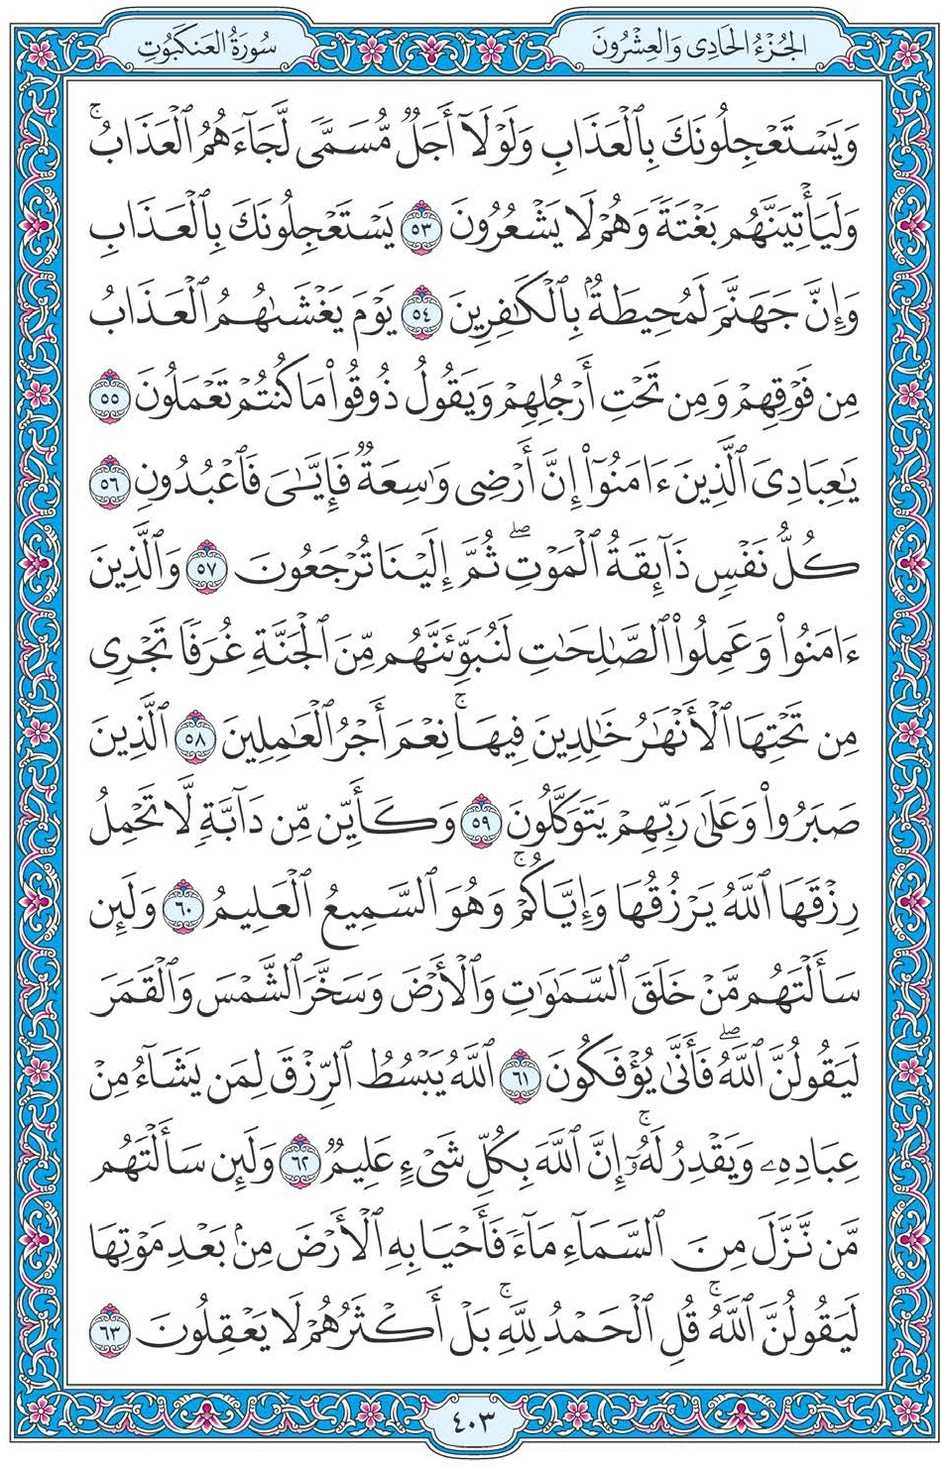 الجُزْءُ الحَادِى وَالعِشْرُونَ
سُورَةُ العَنكَبُوتِ
وَيَسْتَعْجِلُونَكَ بِٱلْعَذَابِ وَلَوْلَآ أَجَلٌ مُّسَمًّى لَّجَآءَهُمُ ٱلْعَذَابُۚ
وَلَيَأْتِيَنَّهُم بَغْتَةً وَهُمْ لَا يَشْعُرُونَ ٥٣ يَسْتَعْجِلُونَكَ بِٱلْعَذَابِ
وَإِنَّ جَهَنَّمَ لَمُحِيطَةٌۢ بِٱلْكَٰفِرِينَ ٥٤ يَوْمَ يَغْشَىٰهُمُ ٱلْعَذَابُ
مِن فَوْقِهِمْ وَمِن تَحْتِ أَرْجُلِهِمْ وَيَقُولُ ذُوقُوا۟ مَا كُنتُمْ تَعْمَلُونَ ٥٥
يَٰعِبَادِىَ ٱلَّذِينَ ءَامَنُوٓا۟ إِنَّ أَرْضِى وَٰسِعَةٌ فَإِيَّٰىَ فَٱعْبُدُونِ ٥٦
كُلُّ نَفْسٍ ذَآئِقَةُ ٱلْمَوْتِۖ ثُمَّ إِلَيْنَا تُرْجَعُونَ ٥٧ وَٱلَّذِينَ
ءَامَنُوا۟ وَعَمِلُوا۟ ٱلصَّٰلِحَٰتِ لَنُبَوِّئَنَّهُم مِّنَ ٱلْجَنَّةِ غُرَفًا تَجْرِى
مِن تَحْتِهَا ٱلْأَنْهَٰرُ خَٰلِدِينَ فِيهَاۚ نِعْمَ أَجْرُ ٱلْعَٰمِلِينَ ٥٨ ٱلَّذِينَ
صَبَرُوا۟ وَعَلَىٰ رَبِّهِمْ يَتَوَكَّلُونَ ٥٩ وَكَأَيِّن مِّن دَآبَّةٍ لَّا تَحْمِلُ
رِزْقَهَا ٱللَّهُ يَرْزُقُهَا وَإِيَّاكُمْۚ وَهُوَ ٱلسَّمِيعُ ٱلْعَلِيمُ ٦٠ وَلَئِن
سَأَلْتَهُم مَّنْ خَلَقَ ٱلسَّمَٰوَٰتِ وَٱلْأَرْضَ وَسَخَّرَ ٱلشَّمْسَ وَٱلْقَمَرَ
لَيَقُولُنَّ ٱللَّهُۖ فَأَنَّىٰ يُؤْفَكُونَ ٦١ ٱللَّهُ يَبْسُطُ ٱلرِّزْقَ لِمَن يَشَآءُ مِنْ
عِبَادِهِۦ وَيَقْدِرُ لَهُۥٓۚ إِنَّ ٱللَّهَ بِكُلِّ شَىْءٍ عَلِيمٌ ٦٢ وَلَئِن سَأَلْتَهُم
مَّن نَّزَّلَ مِنَ ٱلسَّمَآءِ مَآءً فَأَحْيَا بِهِ ٱلْأَرْضَ مِنۢ بَعْدِ مَوْتِهَا
لَيَقُولُنَّ ٱللَّهُۚ قُلِ ٱلْحَمْدُ لِلَّهِۚ بَلْ أَكْثَرُهُمْ لَا يَعْقِلُونَ ٦٣
٤٠٣